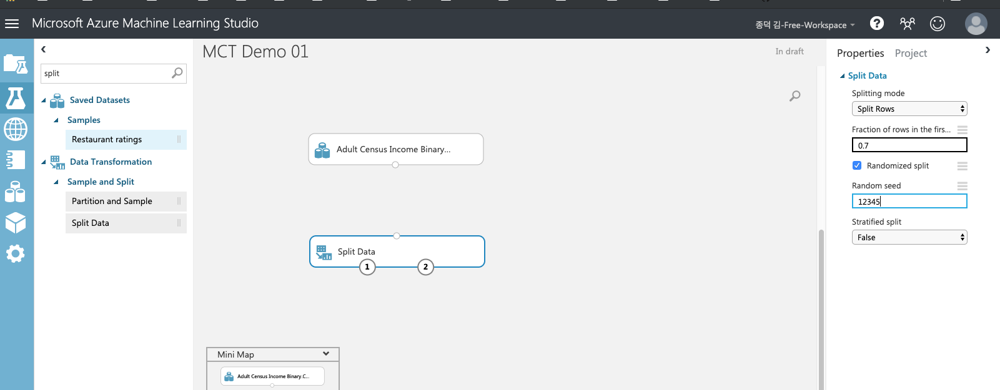 Microsoft Azure Machine Learning Studio
종덕 김-Free-Workspace
?
split
Saved Datasets
Samples
Restaurant ratings
Data Transformation
Sample and Split
Partition and Sample
Split Data
MCT Demo 01
In draft
Adult Census Income Binary...
Split Data
1
2
Mini Map
Adult Census Income Binary C...
Properties
Project
Split Data
Splitting mode
Split Rows
Fraction of rows in the firs...
0.7
Randomized split
Random seed
12345
Stratified split
False